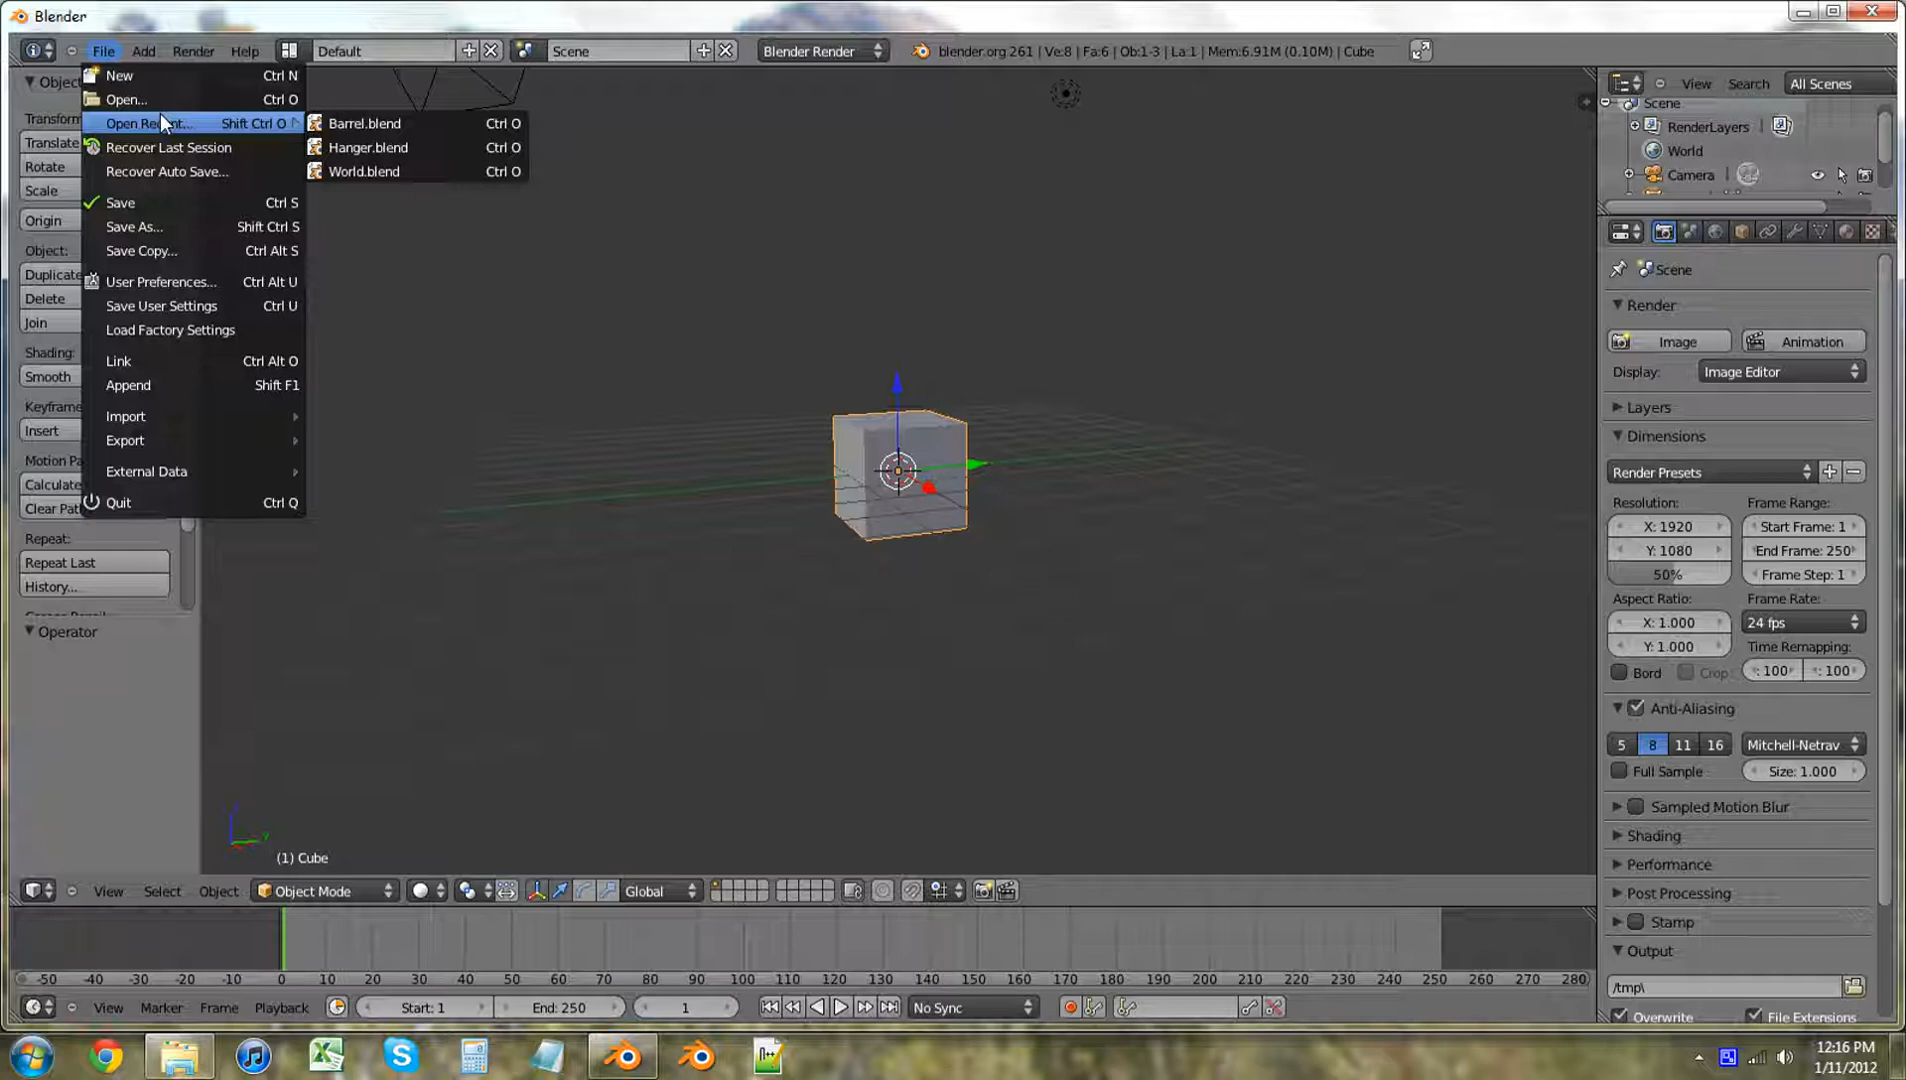 Blender
File Add Render Help Default Scene Blender Render blender.org 261 | Ve:8 | Fa:6 | Ob:1-3 | La:1 | Mem:6.91M (0.10M) | Cube
New Ctrl N
Open... Ctrl O
Open Recent... Shift Ctrl O
Recover Last Session
Recover Auto Save...
Save Ctrl S
Save As... Shift Ctrl S
Save Copy... Ctrl Alt S
User Preferences... Ctrl Alt U
Save User Settings Ctrl U
Load Factory Settings
Link Ctrl Alt O
Append Shift F1
Import
Export
External Data
Quit Ctrl Q
Barrel.blend Ctrl O
Hanger.blend Ctrl O
World.blend Ctrl O
Object
Transform
Translate
Rotate
Scale
Origin
Object:
Duplicate
Delete
Join
Shading:
Smooth
Keyframe
Insert
Motion Pa
Calculate
Clear Pat
Repeat:
Repeat Last
History...
Operator
(1) Cube
View Select Object Object Mode Global
-50 -40 -30 -20 -10 0 10 20 30 40 50 60 70 80 90 100 110 120 130 140 150 160 170 180 190 200 210 220 230 240 250 260 270 280
View Marker Frame Playback Start: 1 End: 250 1 No Sync
View Search All Scenes
Scene
RenderLayers
World
Camera
Scene
Render
Image Animation
Display: Image Editor
Layers
Dimensions
Render Presets
Resolution: Frame Range:
X: 1920 Start Frame: 1
Y: 1080 End Frame: 250
50% Frame Step: 1
Aspect Ratio: Frame Rate:
X: 1.000 24 fps
Y: 1.000 Time Remapping:
Bord Crop : 100 : 100
Anti-Aliasing
5 8 11 16 Mitchell-Netrav
Full Sample Size: 1.000
Sampled Motion Blur
Shading
Performance
Post Processing
Stamp
Output
/tmp\
Overwrite File Extensions
12:16 PM
1/11/2012